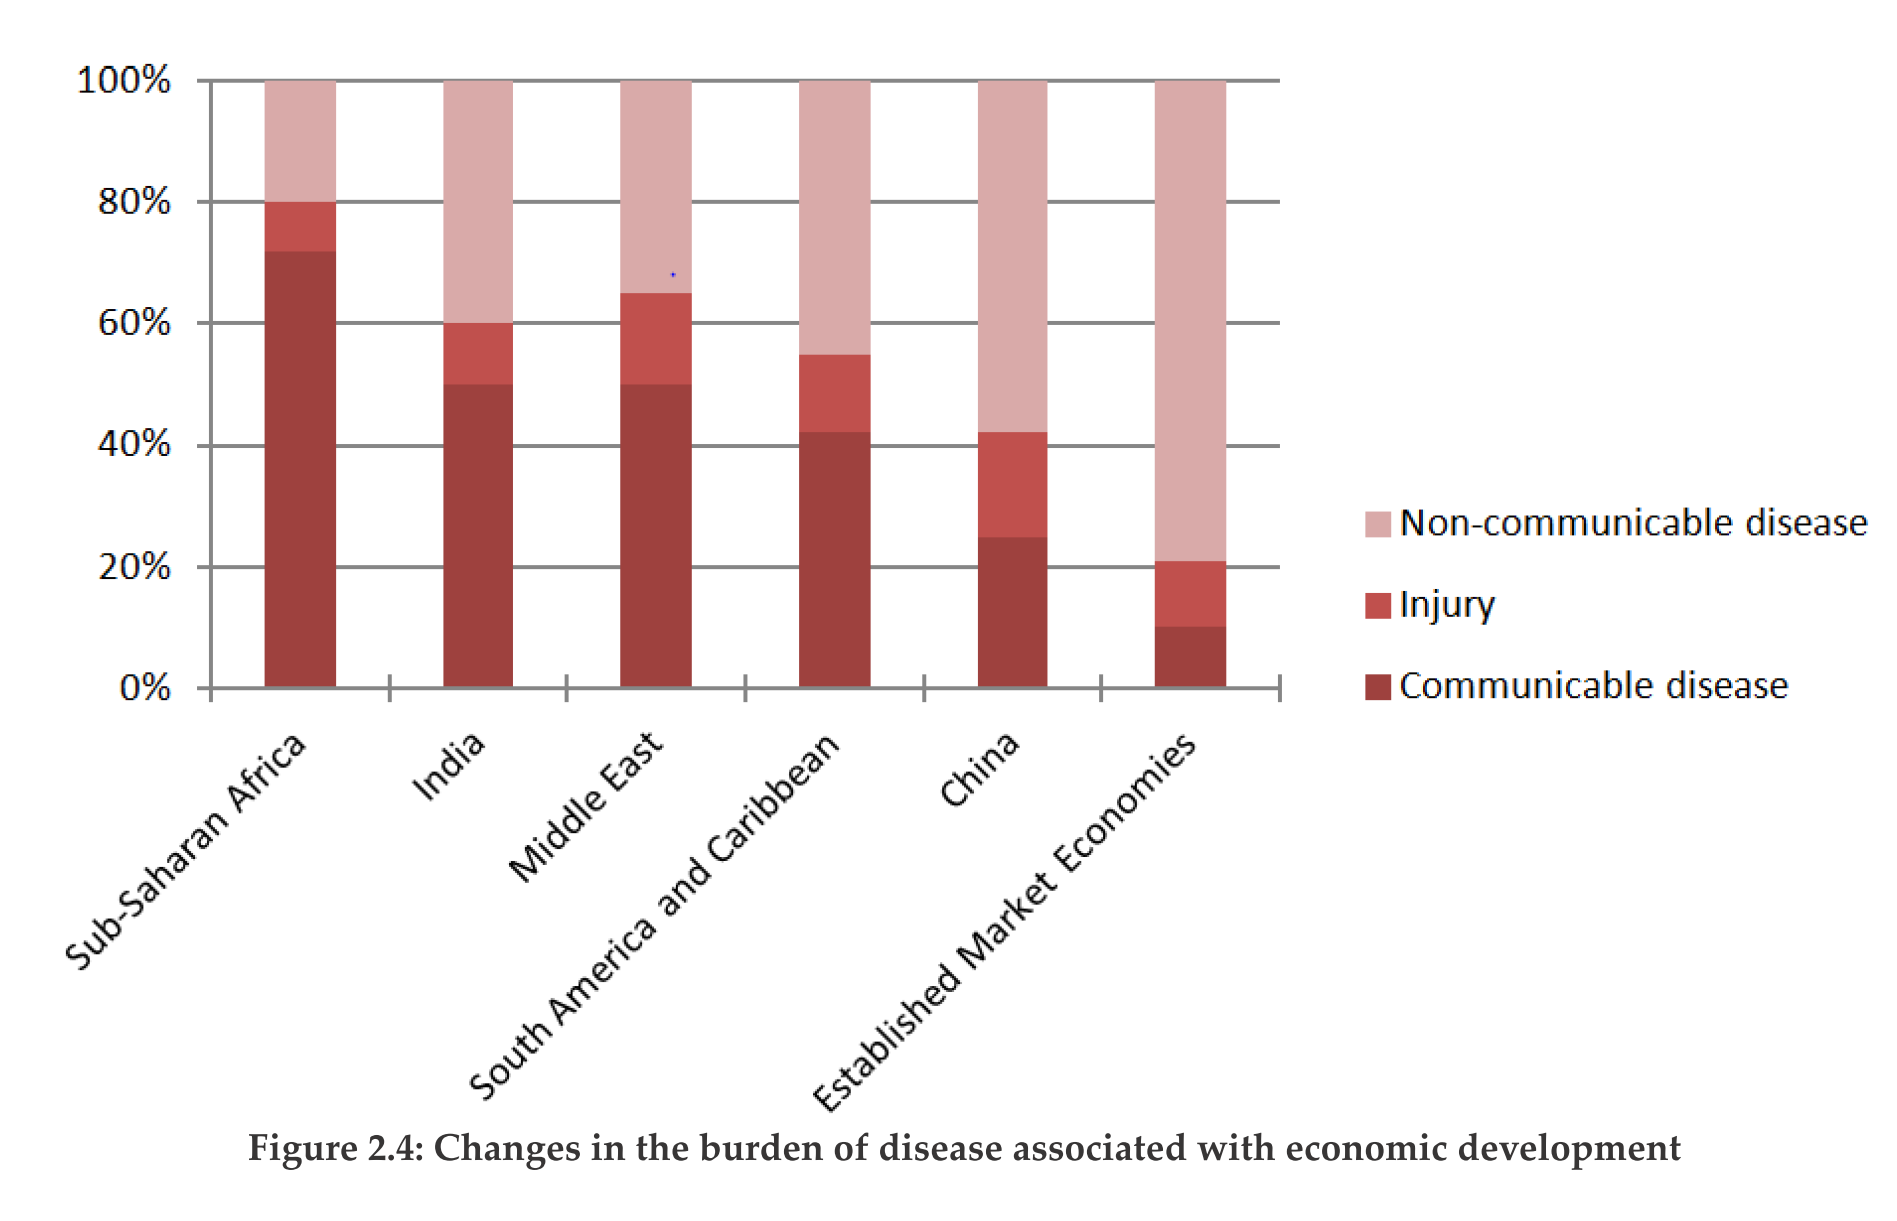 100%
80%
60%
40%
20%
0%
Sub-Saharan Africa
India
Middle East
South America and Caribbean
China
Established Market Economies
Non-communicable disease
Injury
Communicable disease
Figure 2.4: Changes in the burden of disease associated with economic development